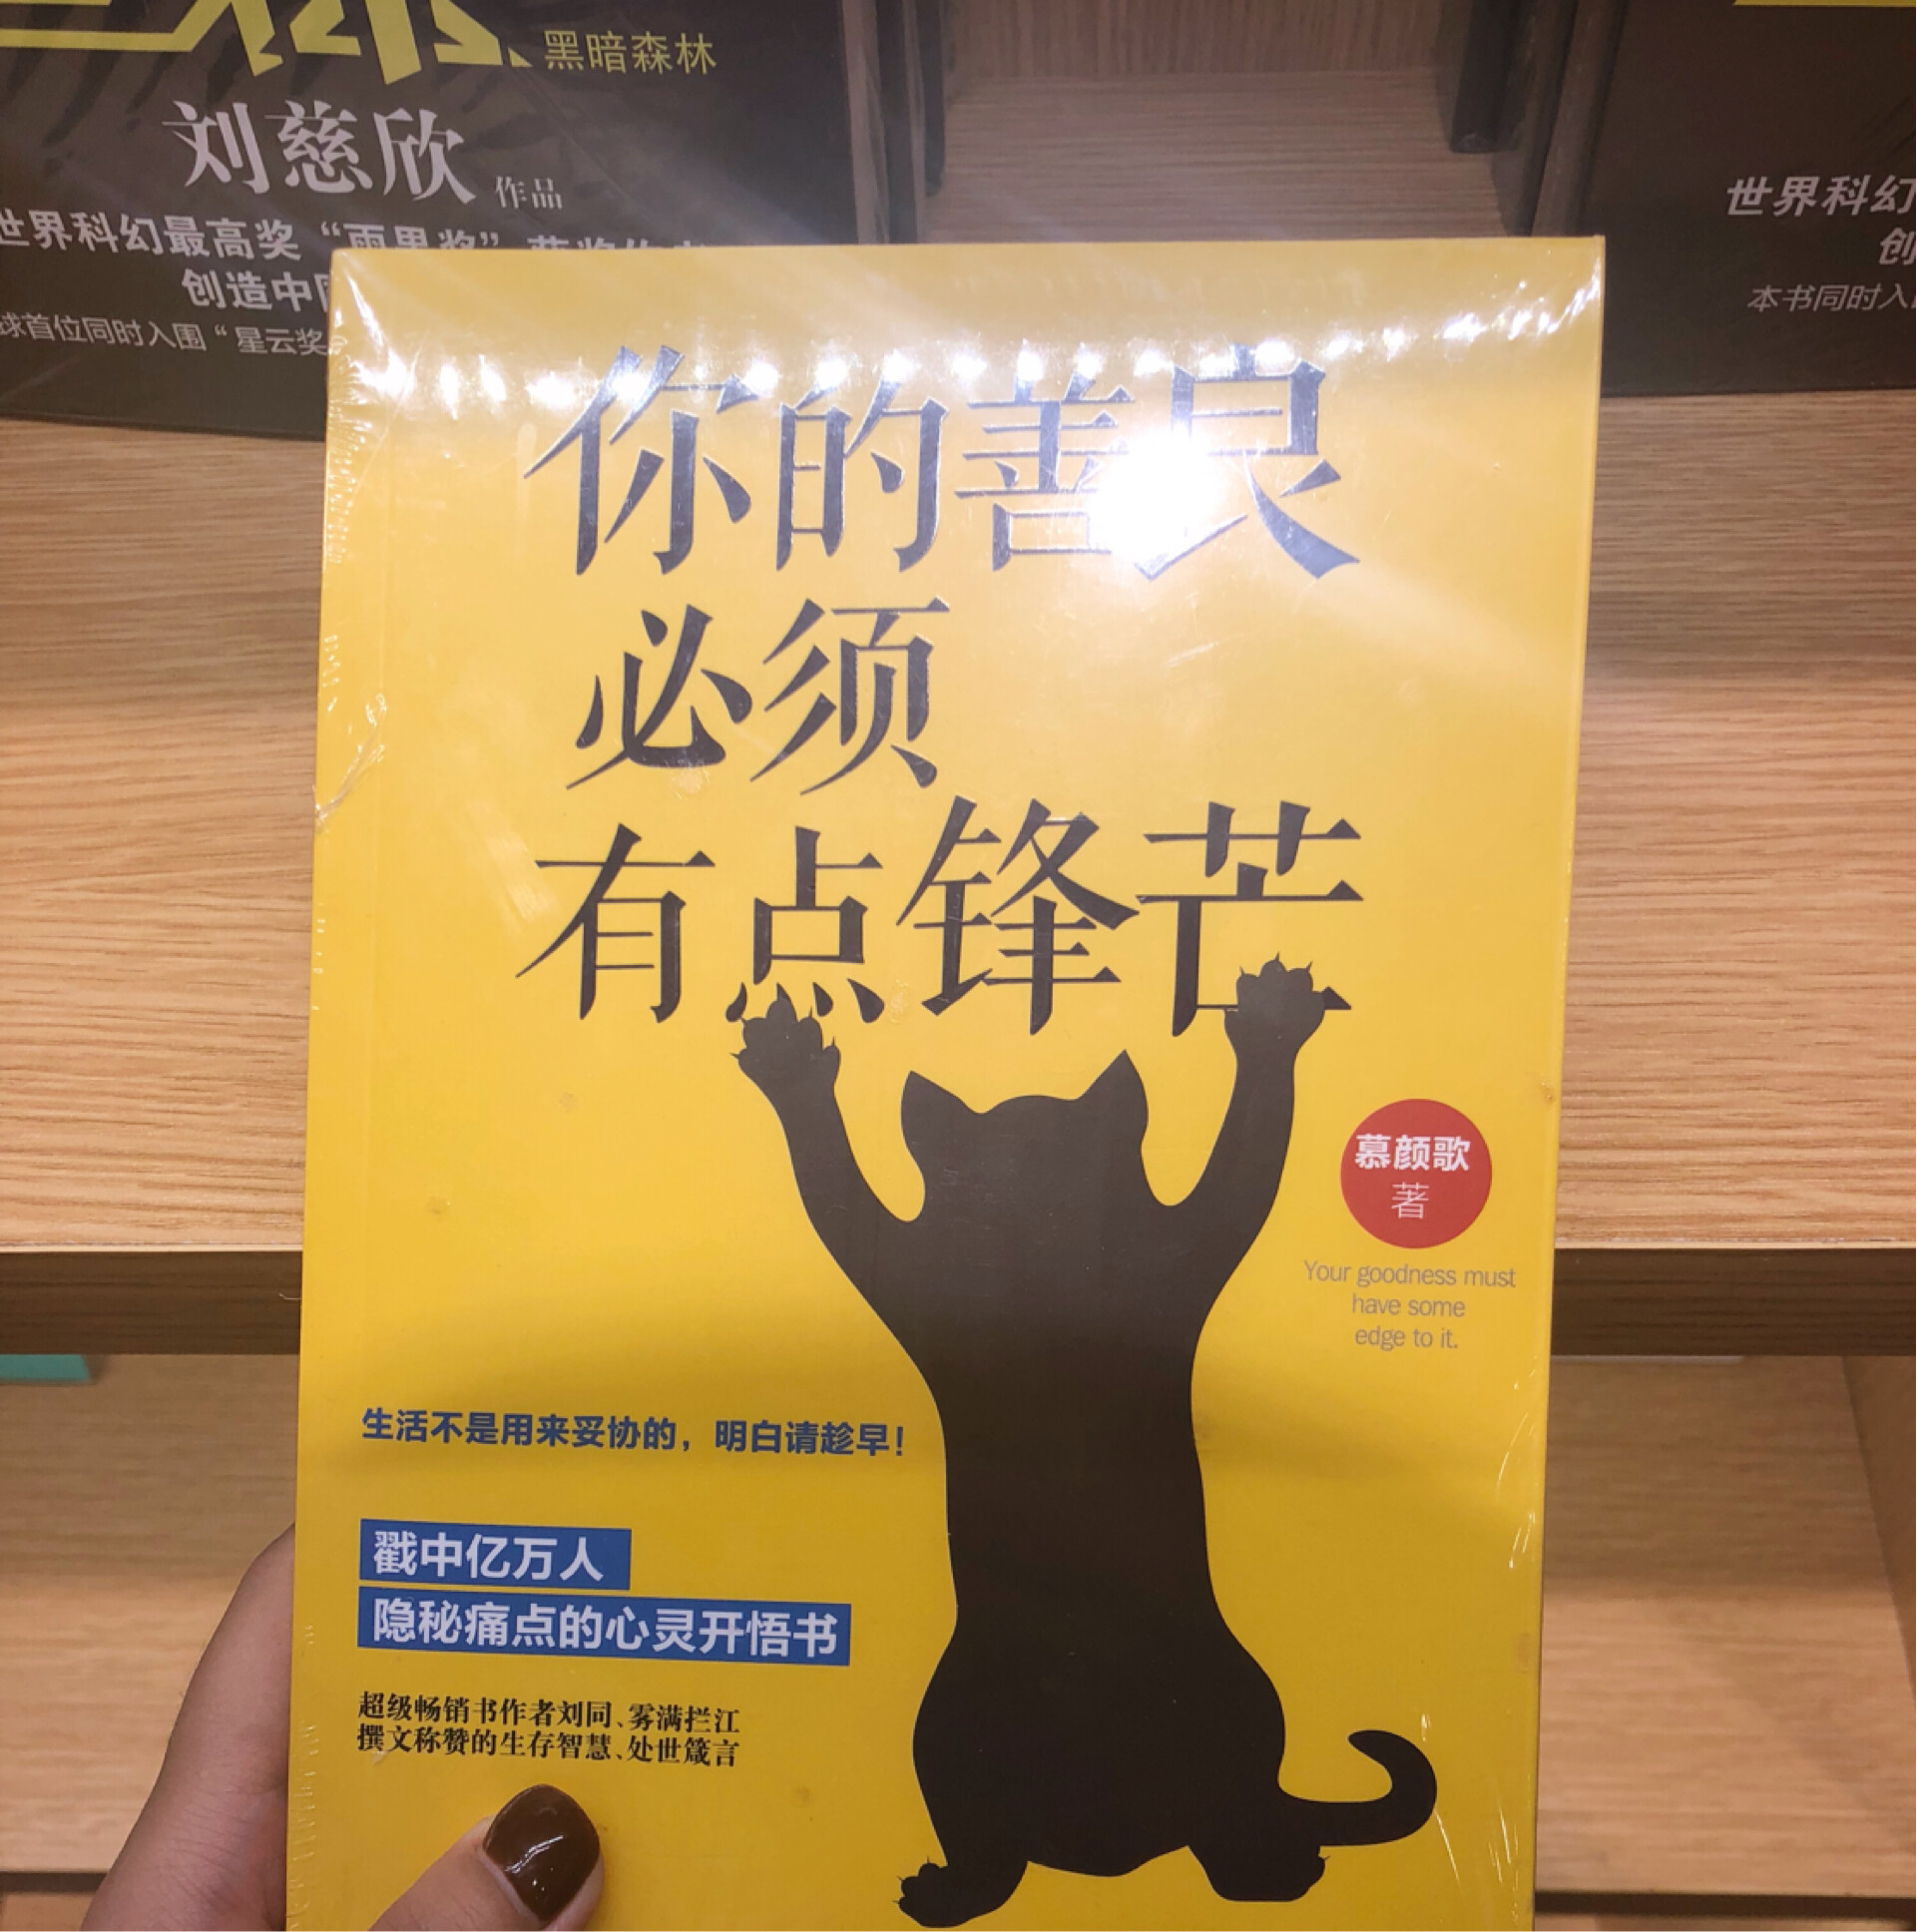 黑暗森林
刘慈欣 作品
世界科幻最高奖“雨果�”
创造中
球首位同时入围“星云奖
世界科幻
创
本书同时入
你的善良
必须
有点锋芒
慕颜歌
著
Your goodness must
have some
edge to it.
生活不是用来妥协的，明白请趁早！
戳中亿万人
隐秘痛点的心灵开悟书
超级畅销书作者刘同、雾满拦江
撰文称赞的生存智慧、处世箴言